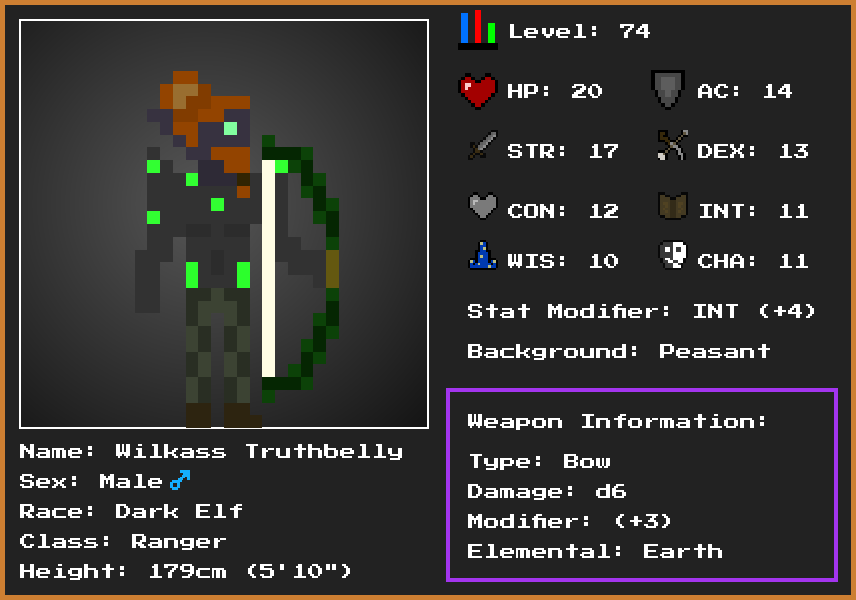 Level: 74
HP: 20 AC: 14
STR: 17 DEX: 13
CON: 12 INT: 11
WIS: 10 CHA: 11
Stat Modifier: INT (+4)
Background: Peasant
Weapon Information:
Type: Bow
Damage: d6
Modifier: (+3)
Elemental: Earth
Name: Wilkass Truthbelly
Sex: Male♂
Race: Dark Elf
Class: Ranger
Height: 179cm (5'10")